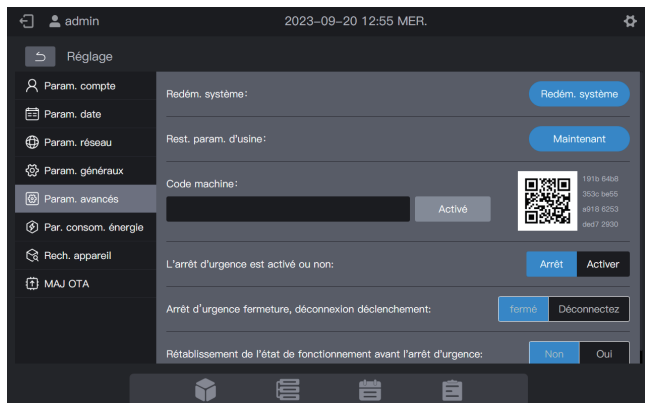 admin 2023-09-20 12:55 MER.
Réglage
Param. compte
Param. date
Param. réseau
Param. généraux
Param. avancés
Par. consom. énergie
Rech. appareil
MAJ OTA
Redém. système: Redém. système
Rest. param. d'usine: Maintenant
Code machine:
Activé
191b 64b8
353c be55
a918 6253
ded7 2930
L'arrêt d'urgence est activé ou non: Arrêt Activer
Arrêt d'urgence fermeture, déconnexion déclenchement: fermé Déconnectez
Rétablissement de l'état de fonctionnement avant l'arrêt d'urgence: Non Oui